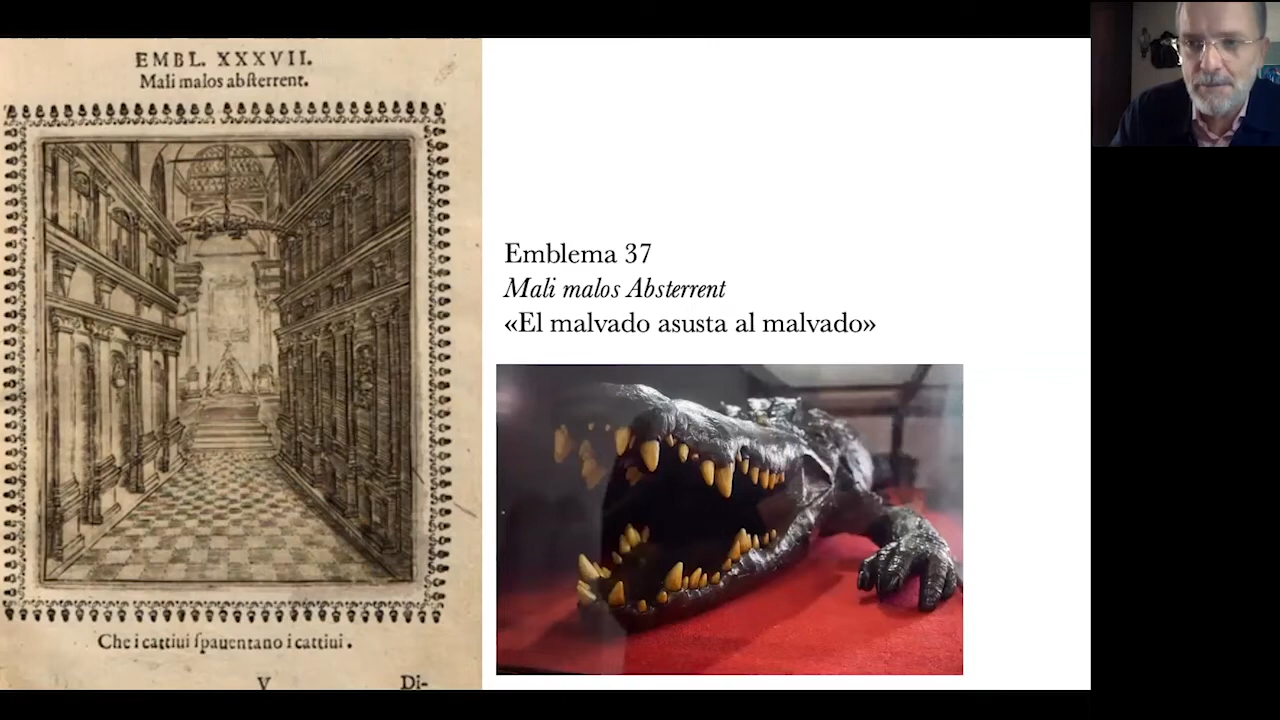 EMBL. XXXVII.
Mali malos abſterrent.
Che i cattiui ſpauentano i cattiui.
V Di-
Emblema 37
Mali malos Absterrent
«El malvado asusta al malvado»